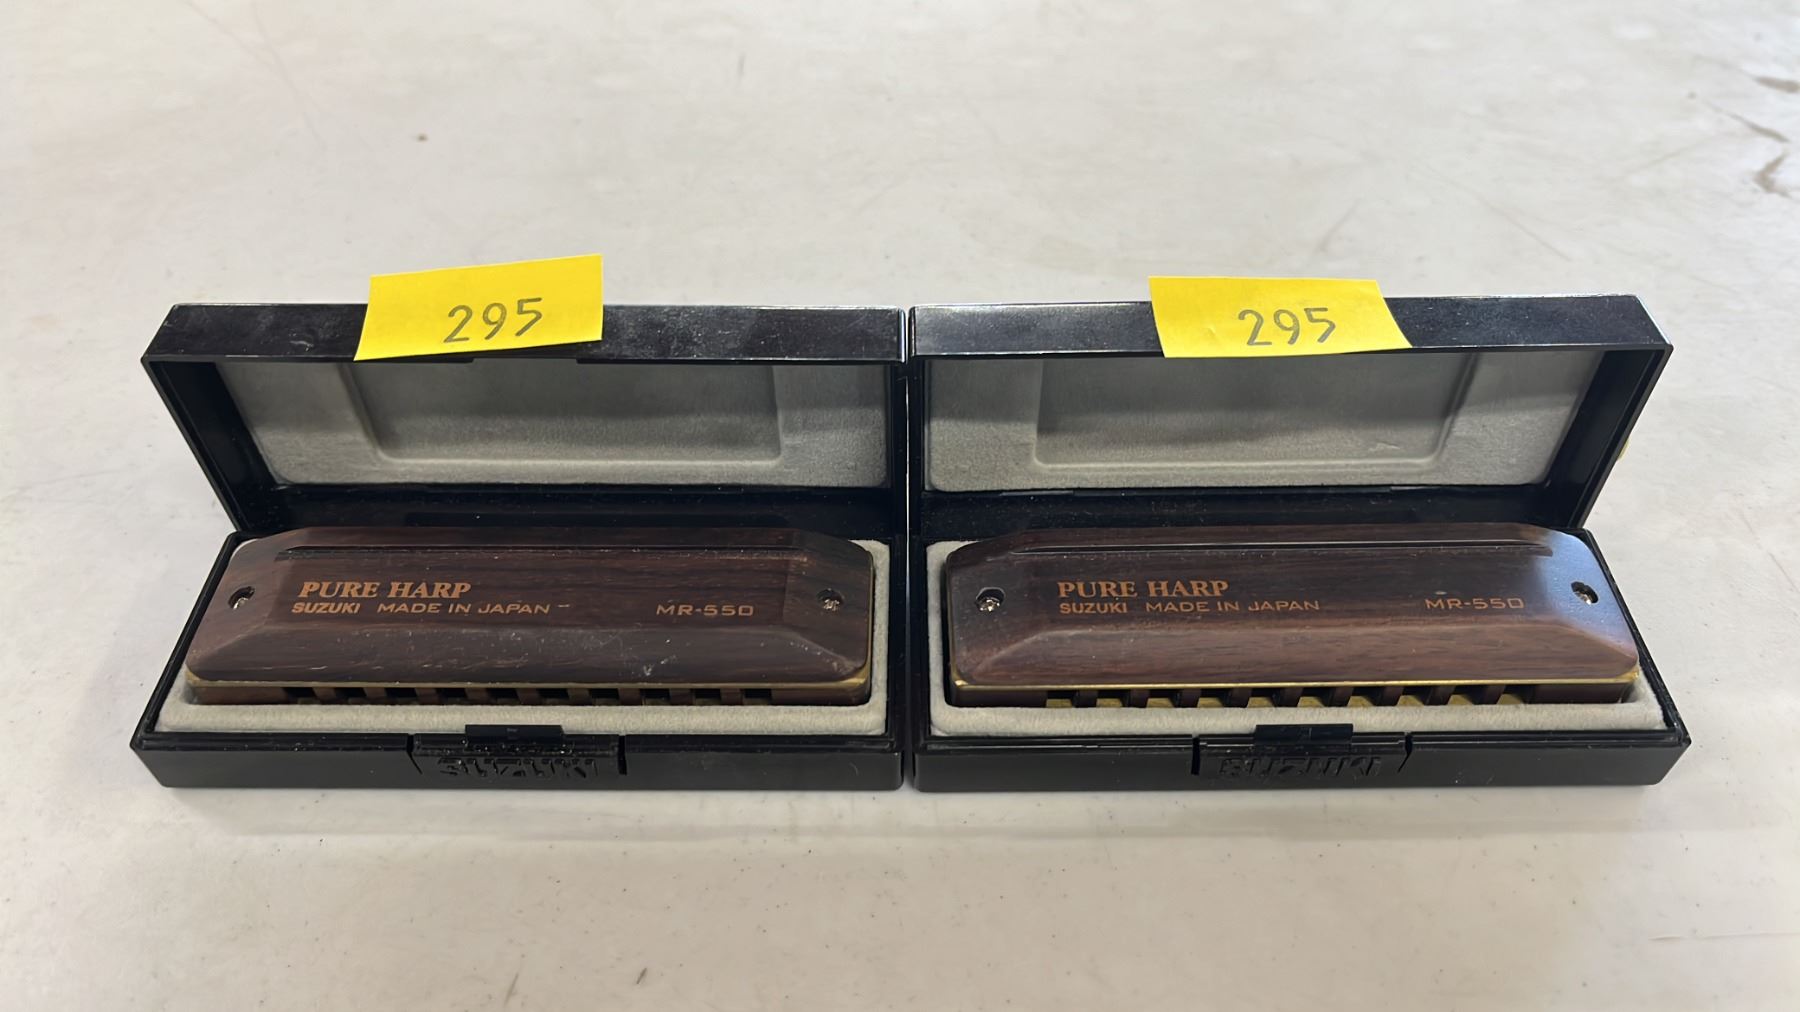 295
PURE HARP
SUZUKI MADE IN JAPAN
MR-550
SUZUKI
295
PURE HARP
SUZUKI MADE IN JAPAN
MR-550
SUZUKI